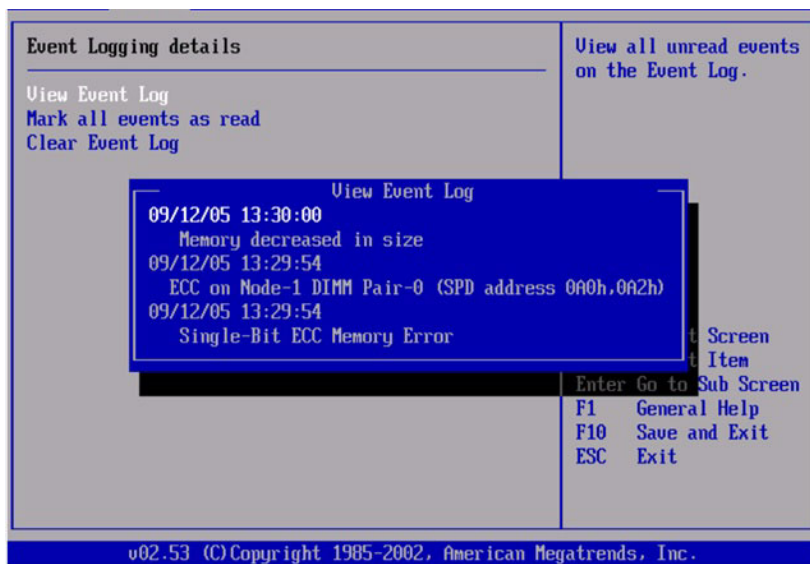 Event Logging details
View Event Log
Mark all events as read
Clear Event Log
View Event Log
09/12/05 13:30:00
Memory decreased in size
09/12/05 13:29:54
ECC on Node-1 DIMM Pair-0 (SPD address 0A0h,0A2h)
09/12/05 13:29:54
Single-Bit ECC Memory Error
View all unread events
on the Event Log.
t Screen
t Item
Enter Go to Sub Screen
F1 General Help
F10 Save and Exit
ESC Exit
v02.53 (C)Copyright 1985-2002, American Megatrends, Inc.